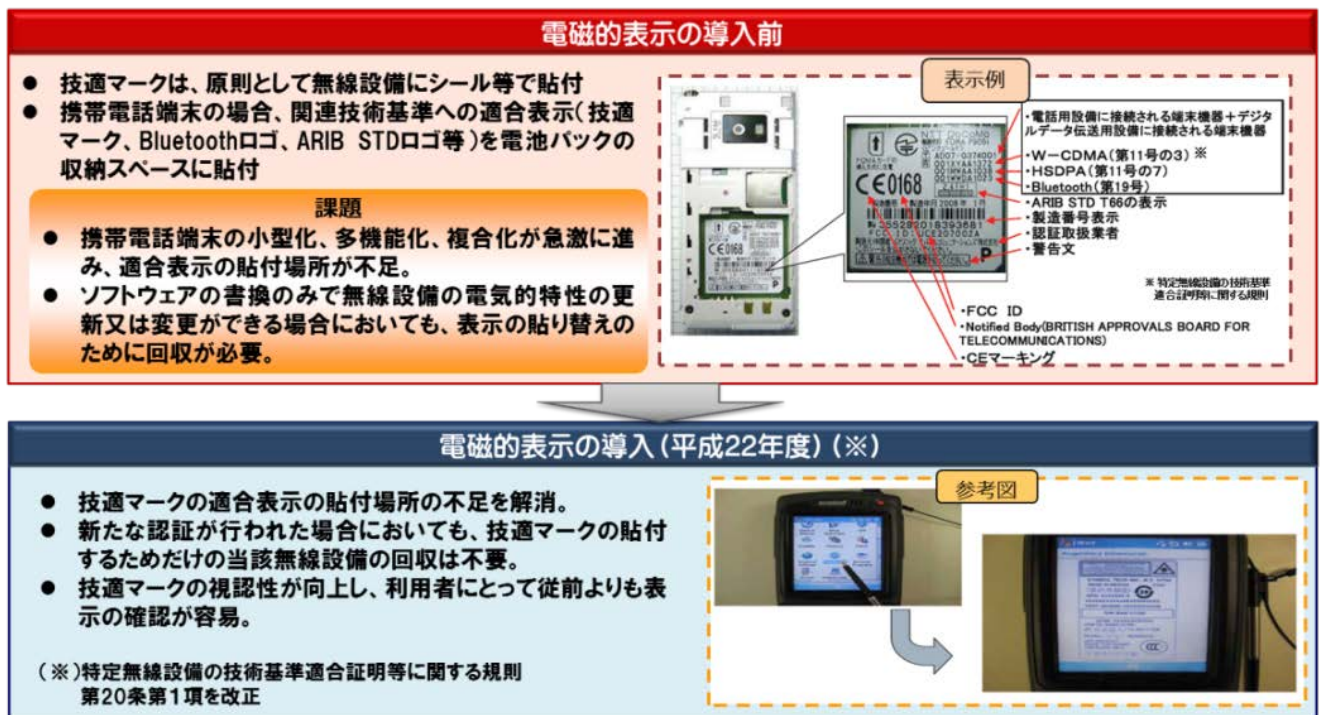 電磁的表示の導入前
● 技適マークは、原則として無線設備にシール等で貼付
● 携帯電話端末の場合、関連技術基準への適合表示(技適
マーク、Bluetoothロゴ、ARIB STDロゴ等)を電池パックの
収納スペースに貼付
課題
● 携帯電話端末の小型化、多機能化、複合化が急激に進
み、適合表示の貼付場所が不足。
● ソフトウェアの書換のみで無線設備の電気的特性の更
新又は変更ができる場合においても、表示の貼り替えの
ために回収が必要。
表示例
・電話用設備に接続される端末機器+デジタ
ルデータ伝送用設備に接続される端末機器
・W-CDMA(第11号の3) ※
・HSDPA(第11号の7)
・Bluetooth(第19号)
・ARIB STD T66の表示
・製造番号表示
・認証取扱業者
・警告文
※ 特定無線設備の技術基準
適合証明等に関する規則
・FCC ID
・Notified Body(BRITISH APPROVALS BOARD FOR
TELECOMMUNICATIONS)
・CEマーキング
NTT DoCoMo
CE0168
電磁的表示の導入(平成22年度)(※)
● 技適マークの適合表示の貼付場所の不足を解消。
● 新たな認証が行われた場合においても、技適マークの貼付
するためだけの当該無線設備の回収は不要。
● 技適マークの視認性が向上し、利用者にとって従前よりも表
示の確認が容易。
(※)特定無線設備の技術基準適合証明等に関する規則
第20条第1項を改正
参考図